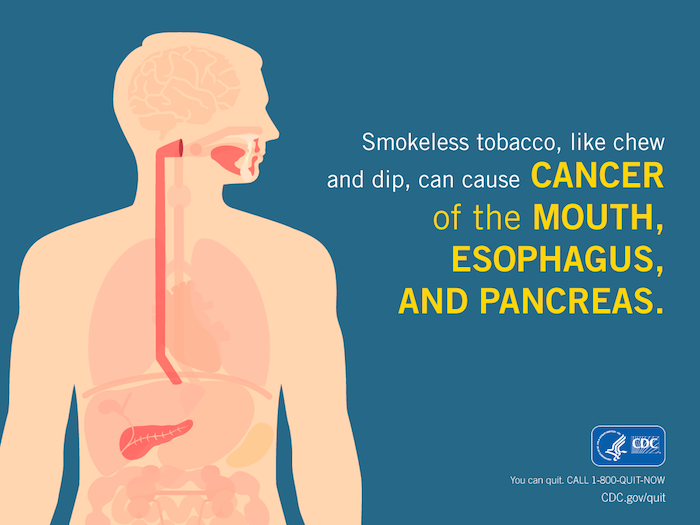 Smokeless tobacco, like chew
and dip, can cause CANCER
of the MOUTH,
ESOPHAGUS,
AND PANCREAS.
CDC
You can quit. CALL 1-800-QUIT-NOW
CDC.gov/quit